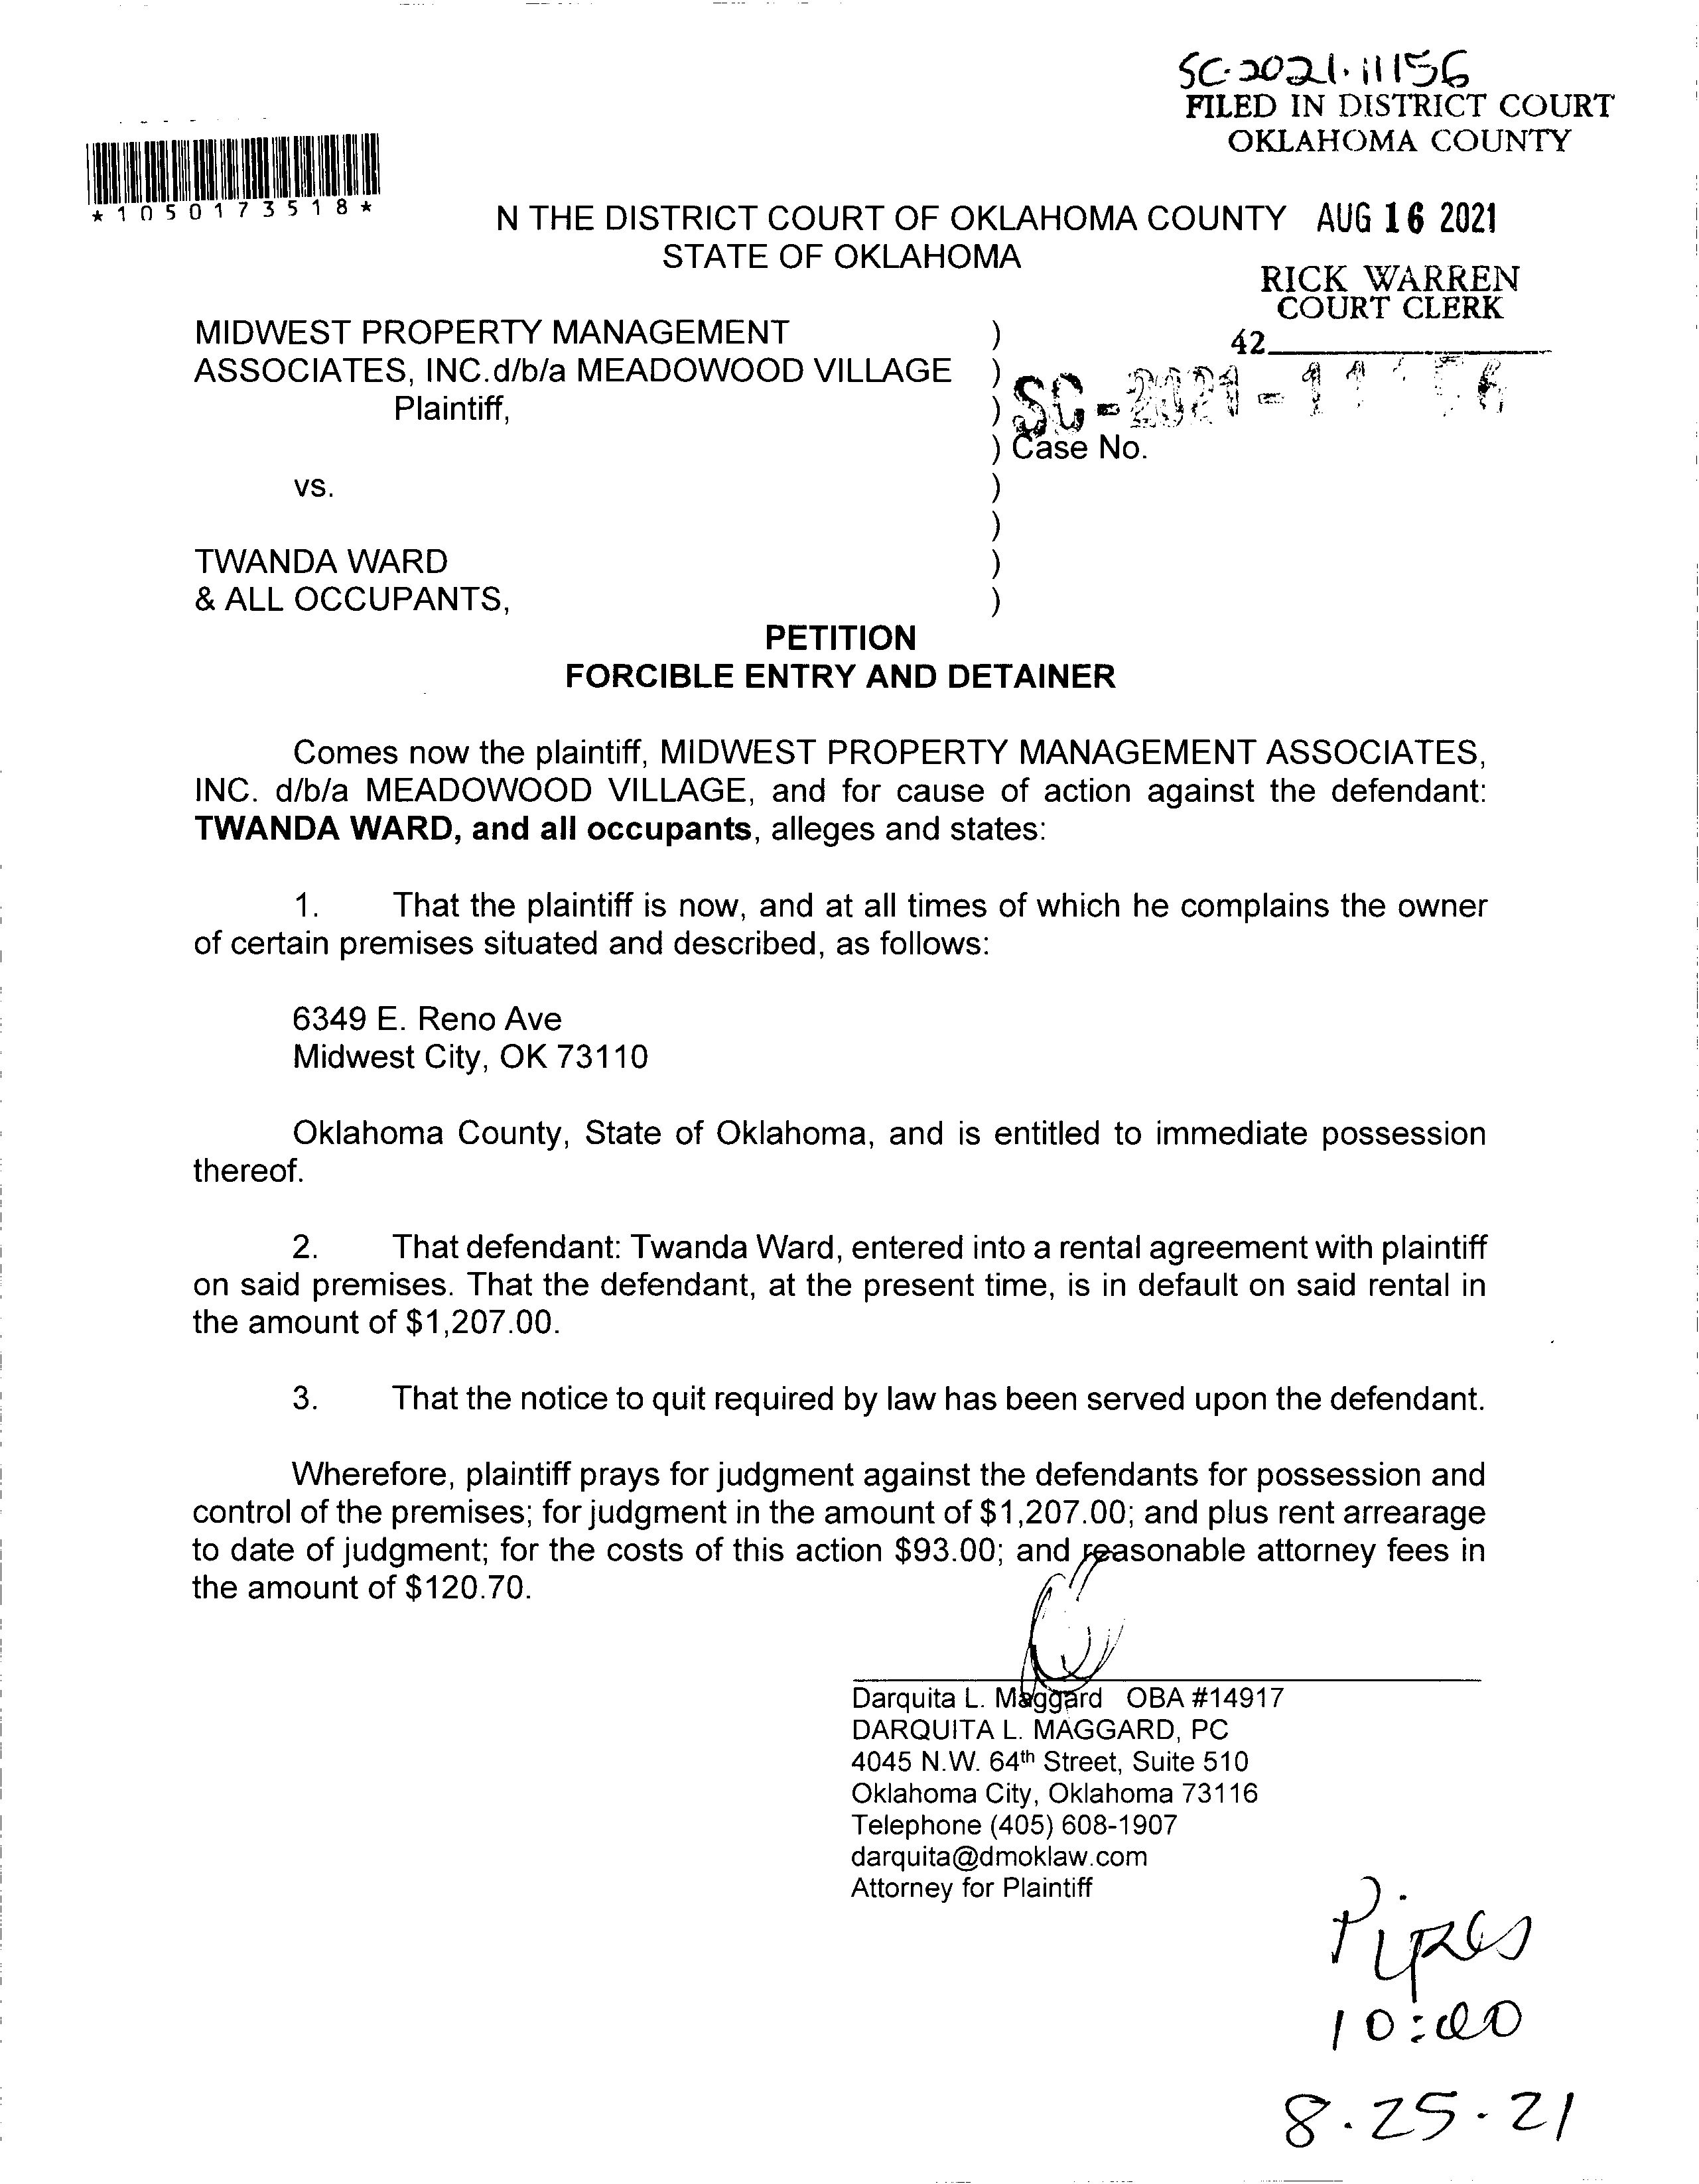 SC-2021-11156
FILED IN DISTRICT COURT
OKLAHOMA COUNTY
*1050173518*
N THE DISTRICT COURT OF OKLAHOMA COUNTY AUG 16 2021
STATE OF OKLAHOMA
RICK WARREN
COURT CLERK
42
MIDWEST PROPERTY MANAGEMENT )
ASSOCIATES, INC.d/b/a MEADOWOOD VILLAGE )
Plaintiff, ) SC-2021-11
) Case No.
vs. )
)
TWANDA WARD )
& ALL OCCUPANTS, )
PETITION
FORCIBLE ENTRY AND DETAINER
Comes now the plaintiff, MIDWEST PROPERTY MANAGEMENT ASSOCIATES,
INC. d/b/a MEADOWOOD VILLAGE, and for cause of action against the defendant:
TWANDA WARD, and all occupants, alleges and states:
1. That the plaintiff is now, and at all times of which he complains the owner
of certain premises situated and described, as follows:
6349 E. Reno Ave
Midwest City, OK 73110
Oklahoma County, State of Oklahoma, and is entitled to immediate possession
thereof.
2. That defendant: Twanda Ward, entered into a rental agreement with plaintiff
on said premises. That the defendant, at the present time, is in default on said rental in
the amount of $1,207.00.
3. That the notice to quit required by law has been served upon the defendant.
Wherefore, plaintiff prays for judgment against the defendants for possession and
control of the premises; for judgment in the amount of $1,207.00; and plus rent arrearage
to date of judgment; for the costs of this action $93.00; and reasonable attorney fees in
the amount of $120.70.
Darquita L. Maggard OBA #14917
DARQUITA L. MAGGARD, PC
4045 N.W. 64th Street, Suite 510
Oklahoma City, Oklahoma 73116
Telephone (405) 608-1907
darquita@dmoklaw.com
Attorney for Plaintiff
Pipes
10:00
8-25-21